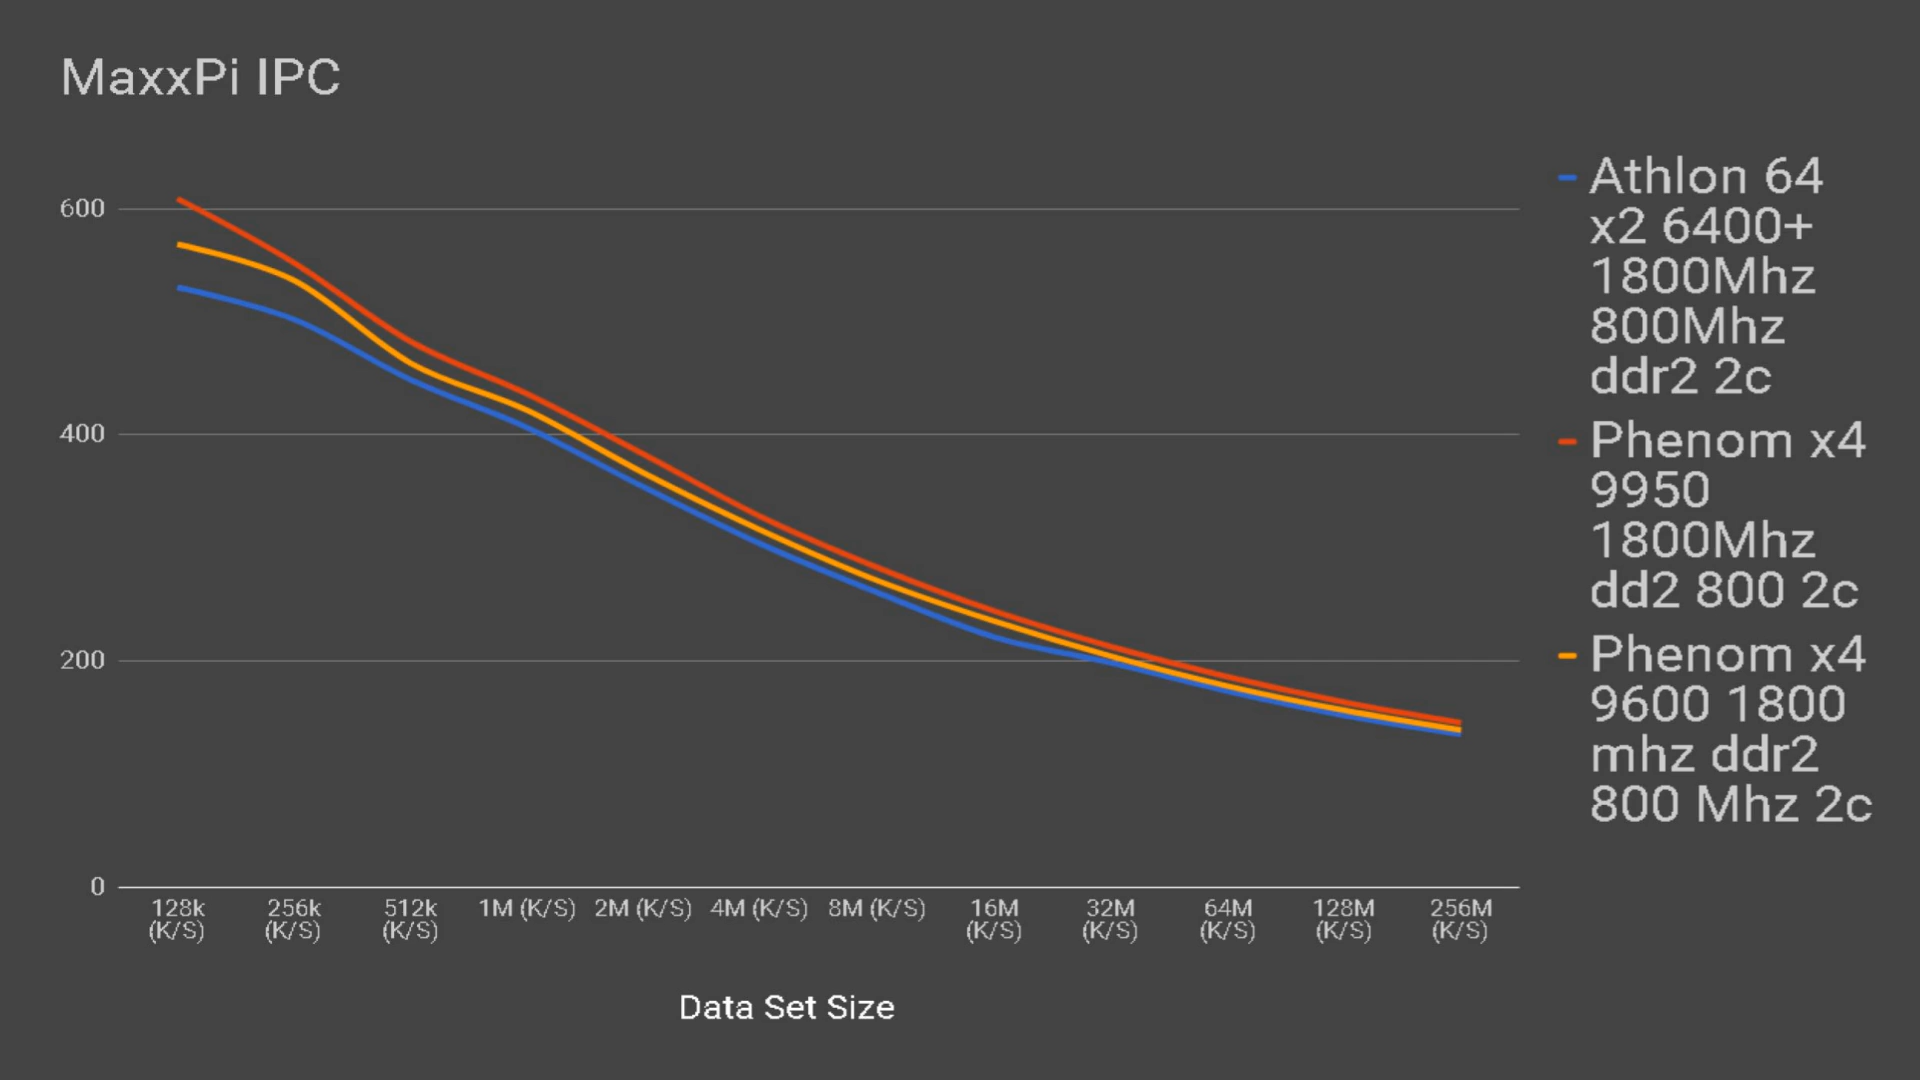 MaxxPi IPC
600
400
200
0
128k
(K/S)
256k
(K/S)
512k
(K/S)
1M (K/S)
2M (K/S)
4M (K/S)
8M (K/S)
16M
(K/S)
32M
(K/S)
64M
(K/S)
128M
(K/S)
256M
(K/S)
Data Set Size
Athlon 64
x2 6400+
1800Mhz
800Mhz
ddr2 2c
Phenom x4
9950
1800Mhz
dd2 800 2c
Phenom x4
9600 1800
mhz ddr2
800 Mhz 2c